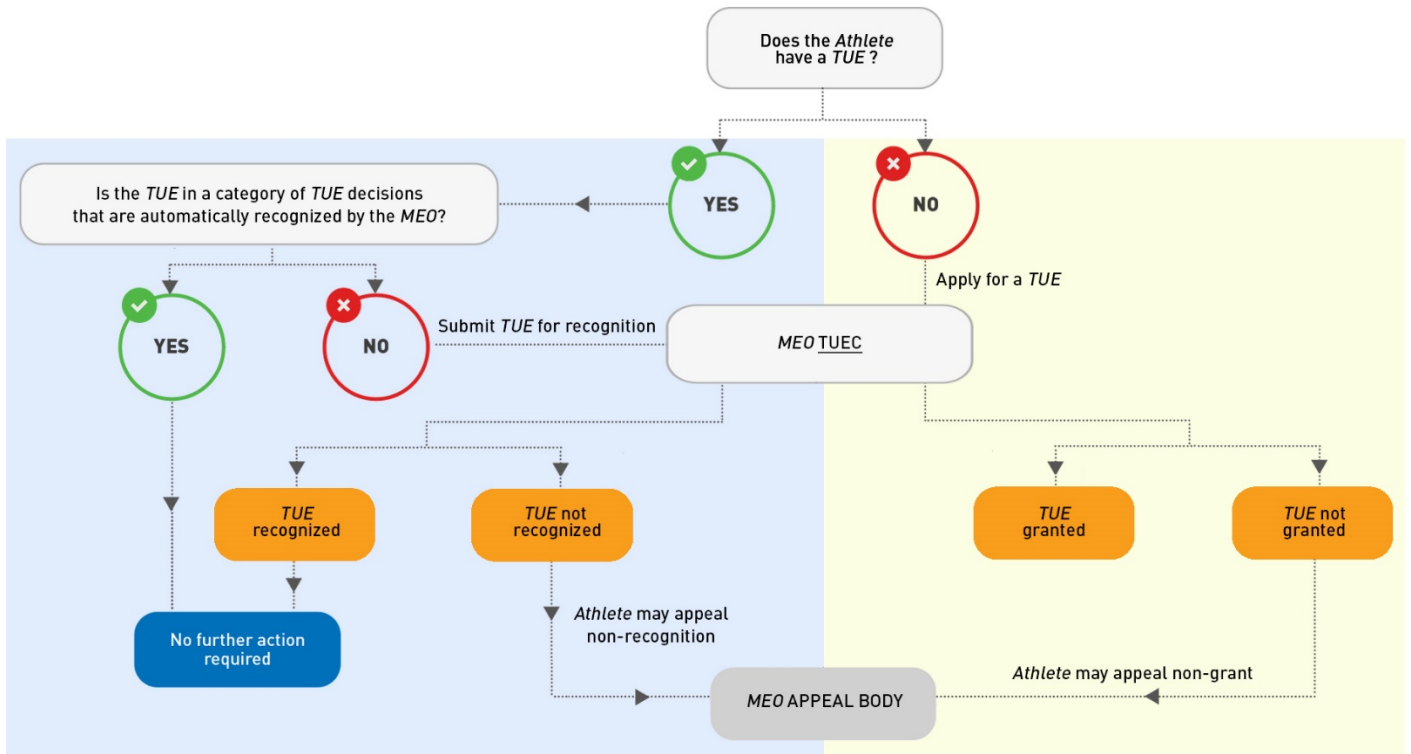 Does the Athlete
have a TUE ?
YES
NO
Is the TUE in a category of TUE decisions
that are automatically recognized by the MEO?
Apply for a TUE
YES
NO
Submit TUE for recognition
MEO TUEC
TUE
recognized
TUE not
recognized
TUE
granted
TUE not
granted
No further action
required
Athlete may appeal
non-recognition
Athlete may appeal non-grant
MEO APPEAL BODY